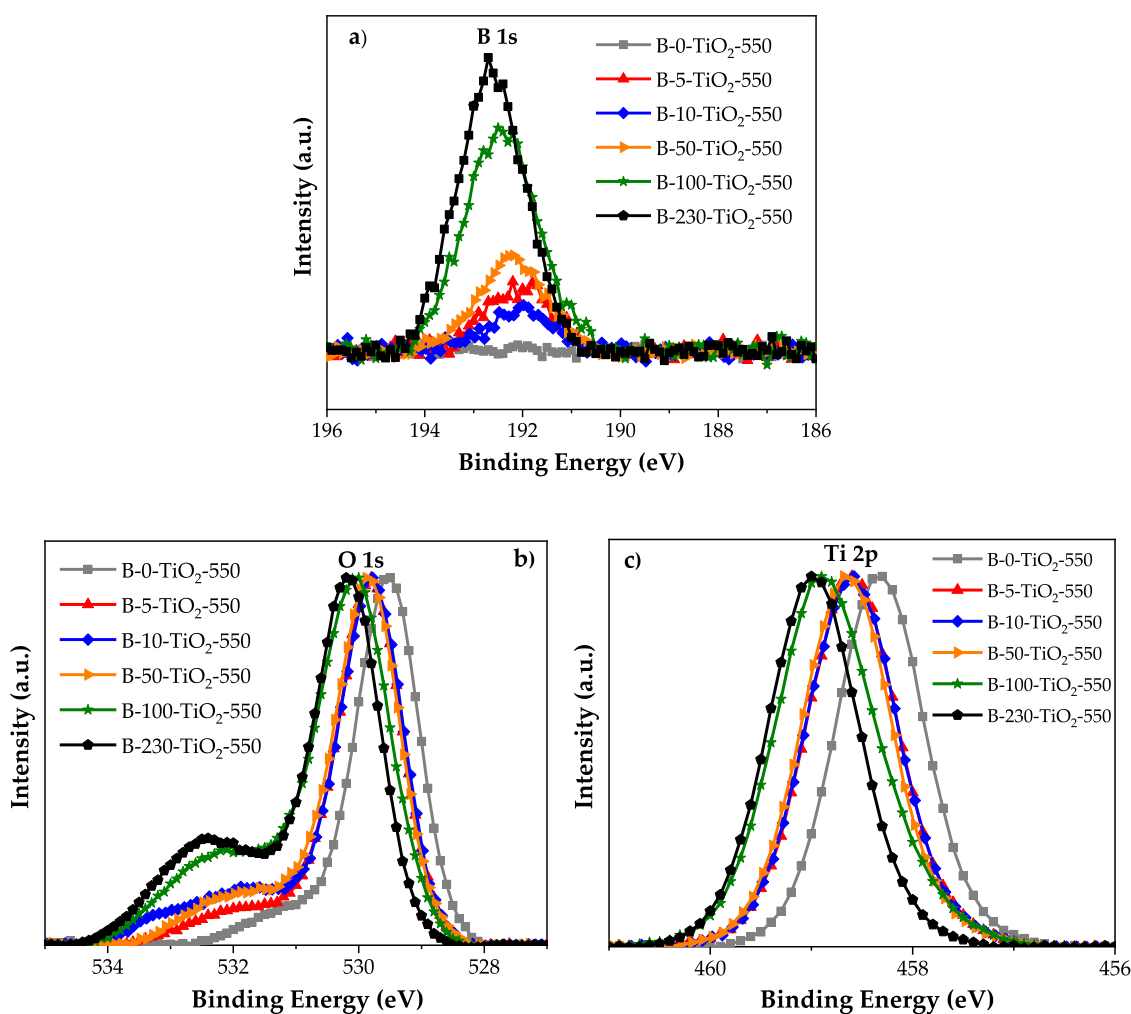 a)
B 1s
B-0-TiO₂-550
B-5-TiO₂-550
B-10-TiO₂-550
B-50-TiO₂-550
B-100-TiO₂-550
B-230-TiO₂-550
Intensity (a.u.)
196 194 192 190 188 186
Binding Energy (eV)
O 1s
b)
B-0-TiO₂-550
B-5-TiO₂-550
B-10-TiO₂-550
B-50-TiO₂-550
B-100-TiO₂-550
B-230-TiO₂-550
Intensity (a.u.)
534 532 530 528
Binding Energy (eV)
c)
Ti 2p
B-0-TiO₂-550
B-5-TiO₂-550
B-10-TiO₂-550
B-50-TiO₂-550
B-100-TiO₂-550
B-230-TiO₂-550
Intensity (a.u.)
460 458 456
Binding Energy (eV)